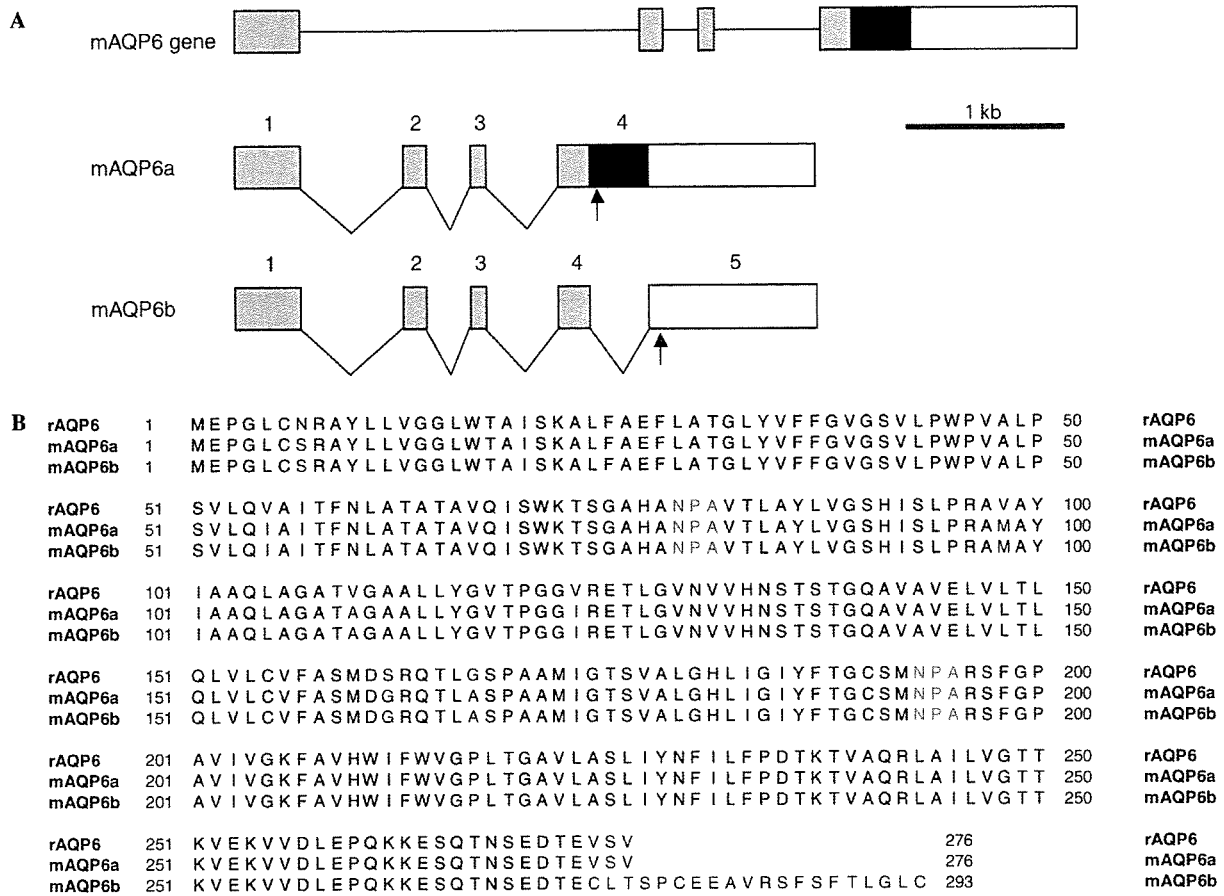 A
mAQP6 gene
1 kb
1 2 3 4
mAQP6a
1 2 3 4 5
mAQP6b
B rAQP6 1 MEPGLCNRAYLLVGGLWTAISKALFAEFLATGLYVFFGVGSVLPWPVALP 50 rAQP6
mAQP6a 1 MEPGLCSRAYLLVGGLWTAISKALFAEFLATGLYVFFGVGSVLPWPVALP 50 mAQP6a
mAQP6b 1 MEPGLCSRAYLLVGGLWTAISKALFAEFLATGLYVFFGVGSVLPWPVALP 50 mAQP6b
rAQP6 51 SVLQVAITFNLATATAVQISWKTSGAHANPAVTLAYLVGSHISLPRAVAY 100 rAQP6
mAQP6a 51 SVLQIAITFNLATATAVQISWKTSGAHANPAVTLAYLVGSHISLPRAMAY 100 mAQP6a
mAQP6b 51 SVLQIAITFNLATATAVQISWKTSGAHANPAVTLAYLVGSHISLPRAMAY 100 mAQP6b
rAQP6 101 IAAQLAGATVGAALLYGVTPGGVRETLGVNVVHNSTSTGQAVAVELVLTL 150 rAQP6
mAQP6a 101 IAAQLAGATAGAALLYGVTPGGIRETLGVNVVHNSTSTGQAVAVELVLTL 150 mAQP6a
mAQP6b 101 IAAQLAGATAGAALLYGVTPGGIRETLGVNVVHNSTSTGQAVAVELVLTL 150 mAQP6b
rAQP6 151 QLVLCVFASMDSRQTLGSPAAMIGTSVALGHLIGIYFTGCSMNPARSFGP 200 rAQP6
mAQP6a 151 QLVLCVFASMDGRQTLASPAAMIGTSVALGHLIGIYFTGCSMNPARSFGP 200 mAQP6a
mAQP6b 151 QLVLCVFASMDGRQTLASPAAMIGTSVALGHLIGIYFTGCSMNPARSFGP 200 mAQP6b
rAQP6 201 AVIVGKFAVHWIFWVGPLTGAVLASLIYNFILFPDTKTVAQRLAILVGTT 250 rAQP6
mAQP6a 201 AVIVGKFAVHWIFWVGPLTGAVLASLIYNFILFPDTKTVAQRLAILVGTT 250 mAQP6a
mAQP6b 201 AVIVGKFAVHWIFWVGPLTGAVLASLIYNFILFPDTKTVAQRLAILVGTT 250 mAQP6b
rAQP6 251 KVEKVVDLEPQKKESQTNSEDTEVSV 276 rAQP6
mAQP6a 251 KVEKVVDLEPQKKESQTNSEDTEVSV 276 mAQP6a
mAQP6b 251 KVEKVVDLEPQKKESQTNSEDTECLTSPCEEAVRSFSFTLGLC 293 mAQP6b